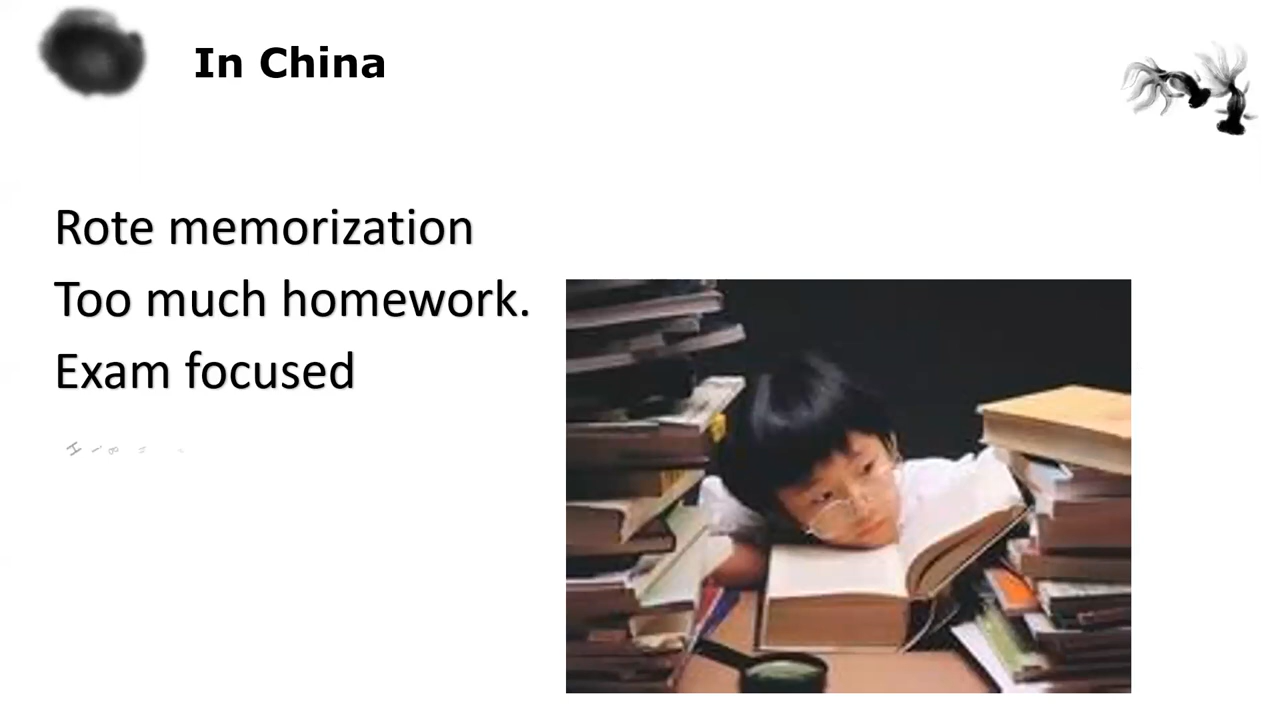 In China
Rote memorization
Too much homework.
Exam focused